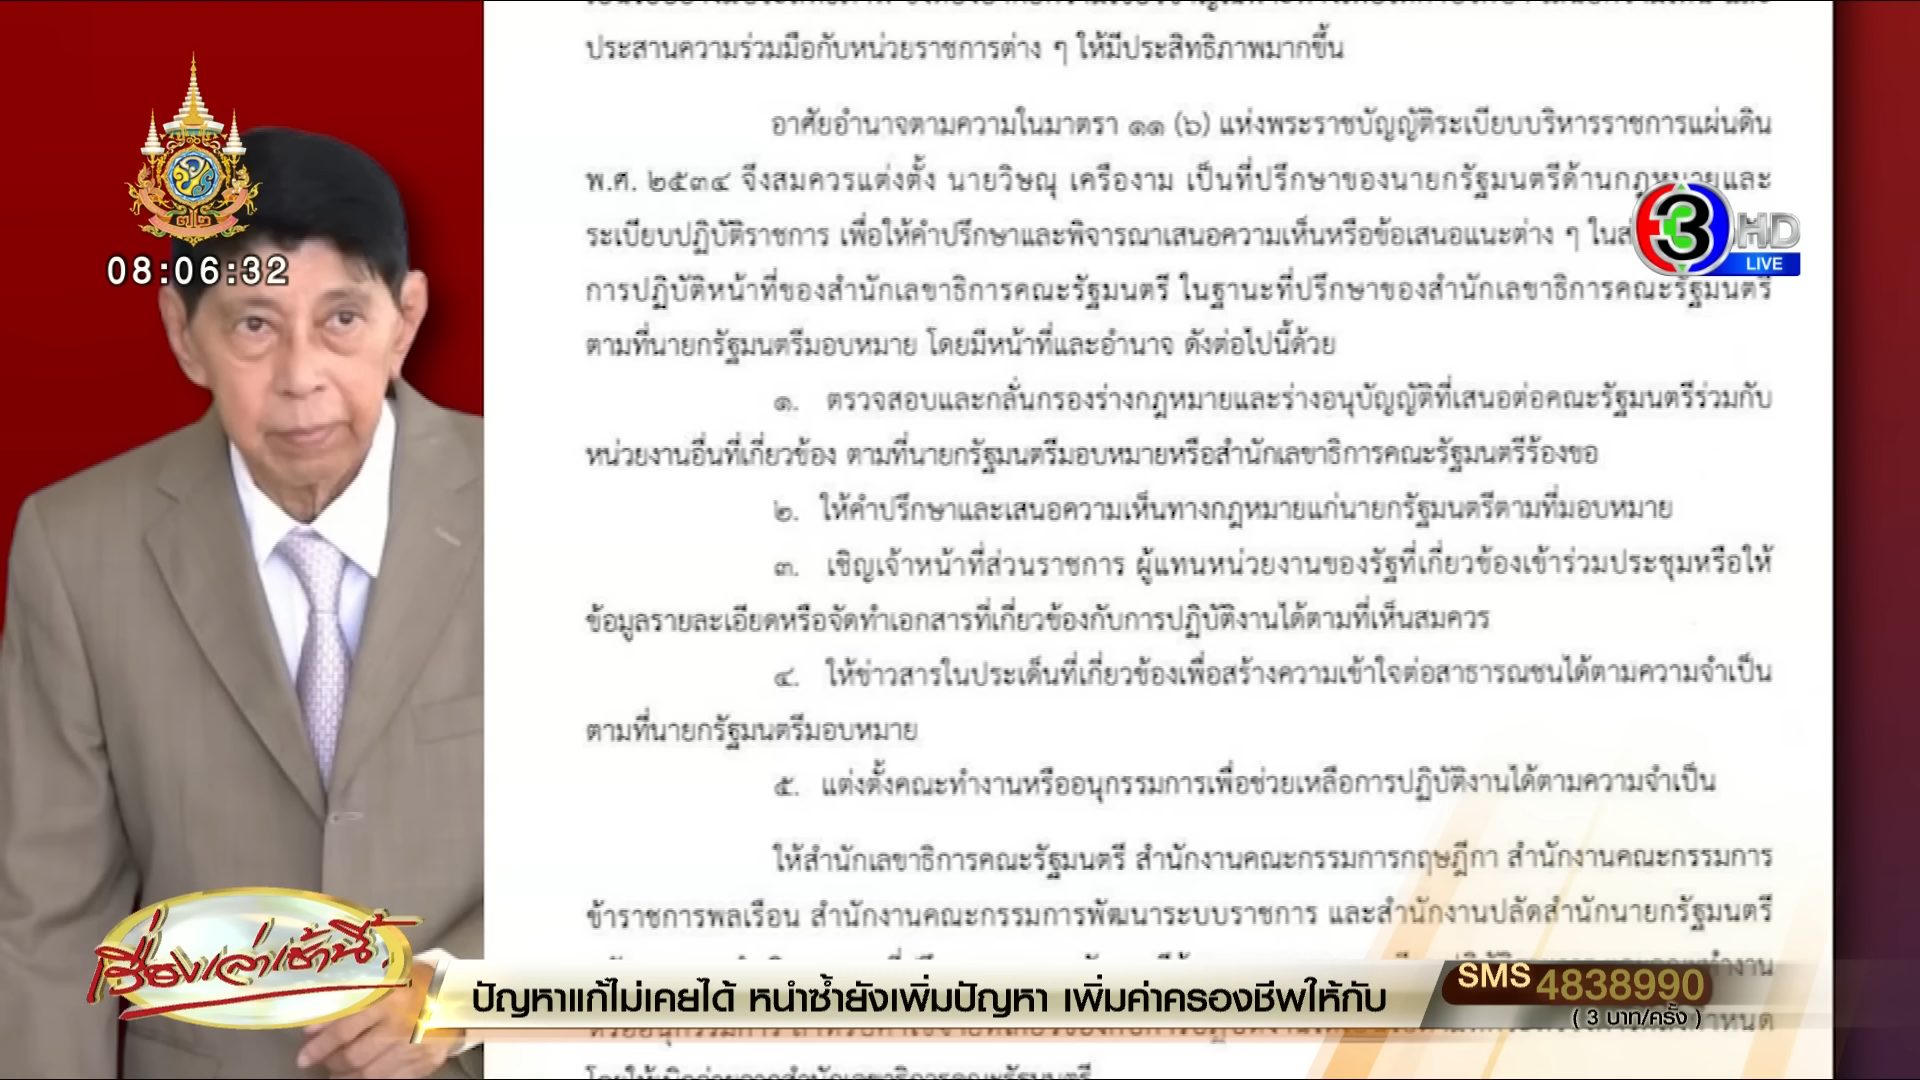 ประสานความร่วมมือกับหน่วยราชการต่าง ๆ ให้มีประสิทธิภาพมากขึ้น
อาศัยอำนาจตามความในมาตรา ๑๑ (๖) แห่งพระราชบัญญัติระเบียบบริหารราชการแผ่นดิน
พ.ศ. ๒๕๓๔ จึงสมควรแต่งตั้ง นายวิษณุ เครืองาม เป็นที่ปรึกษาของนายกรัฐมนตรีด้านกฎหมายและ
ระเบียบปฏิบัติราชการ เพื่อให้คำปรึกษาและพิจารณาเสนอความเห็นหรือข้อเสนอแนะต่าง ๆ
การปฏิบัติหน้าที่ของสำนักเลขาธิการคณะรัฐมนตรี ในฐานะที่ปรึกษาของสำนักเลขาธิการคณะรัฐมนตรี
ตามที่นายกรัฐมนตรีมอบหมาย โดยมีหน้าที่และอำนาจ ดังต่อไปนี้ด้วย
๑. ตรวจสอบและกลั่นกรองร่างกฎหมายและร่างอนุบัญญัติที่เสนอต่อคณะรัฐมนตรีร่วมกับ
หน่วยงานอื่นที่เกี่ยวข้อง ตามที่นายกรัฐมนตรีมอบหมายหรือสำนักเลขาธิการคณะรัฐมนตรีร้องขอ
๒. ให้คำปรึกษาและเสนอความเห็นทางกฎหมายแก่นายกรัฐมนตรีตามที่มอบหมาย
๓. เชิญเจ้าหน้าที่ส่วนราชการ ผู้แทนหน่วยงานของรัฐที่เกี่ยวข้องเข้าร่วมประชุมหรือให้
ข้อมูลรายละเอียดหรือจัดทำเอกสารที่เกี่ยวข้องกับการปฏิบัติงานได้ตามที่เห็นสมควร
๔. ให้ข่าวสารในประเด็นที่เกี่ยวข้องเพื่อสร้างความเข้าใจต่อสาธารณชนได้ตามความจำเป็น
ตามที่นายกรัฐมนตรีมอบหมาย
๕. แต่งตั้งคณะทำงานหรืออนุกรรมการเพื่อช่วยเหลือการปฏิบัติงานได้ตามความจำเป็น
ให้สำนักเลขาธิการคณะรัฐมนตรี สำนักงานคณะกรรมการกฤษฎีกา สำนักงานคณะกรรมการ
ข้าราชการพลเรือน สำนักงานคณะกรรมการพัฒนาระบบราชการ และสำนักงานปลัดสำนักนายกรัฐมนตรี
08:06:32
3 HD
LIVE
เรื่องเล่าเช้านี้
ปัญหาแก้ไม่เคยได้ หนำซ้ำยังเพิ่มปัญหา เพิ่มค่าครองชีพให้กับ
SMS 4838990
( 3 บาท/ครั้ง )